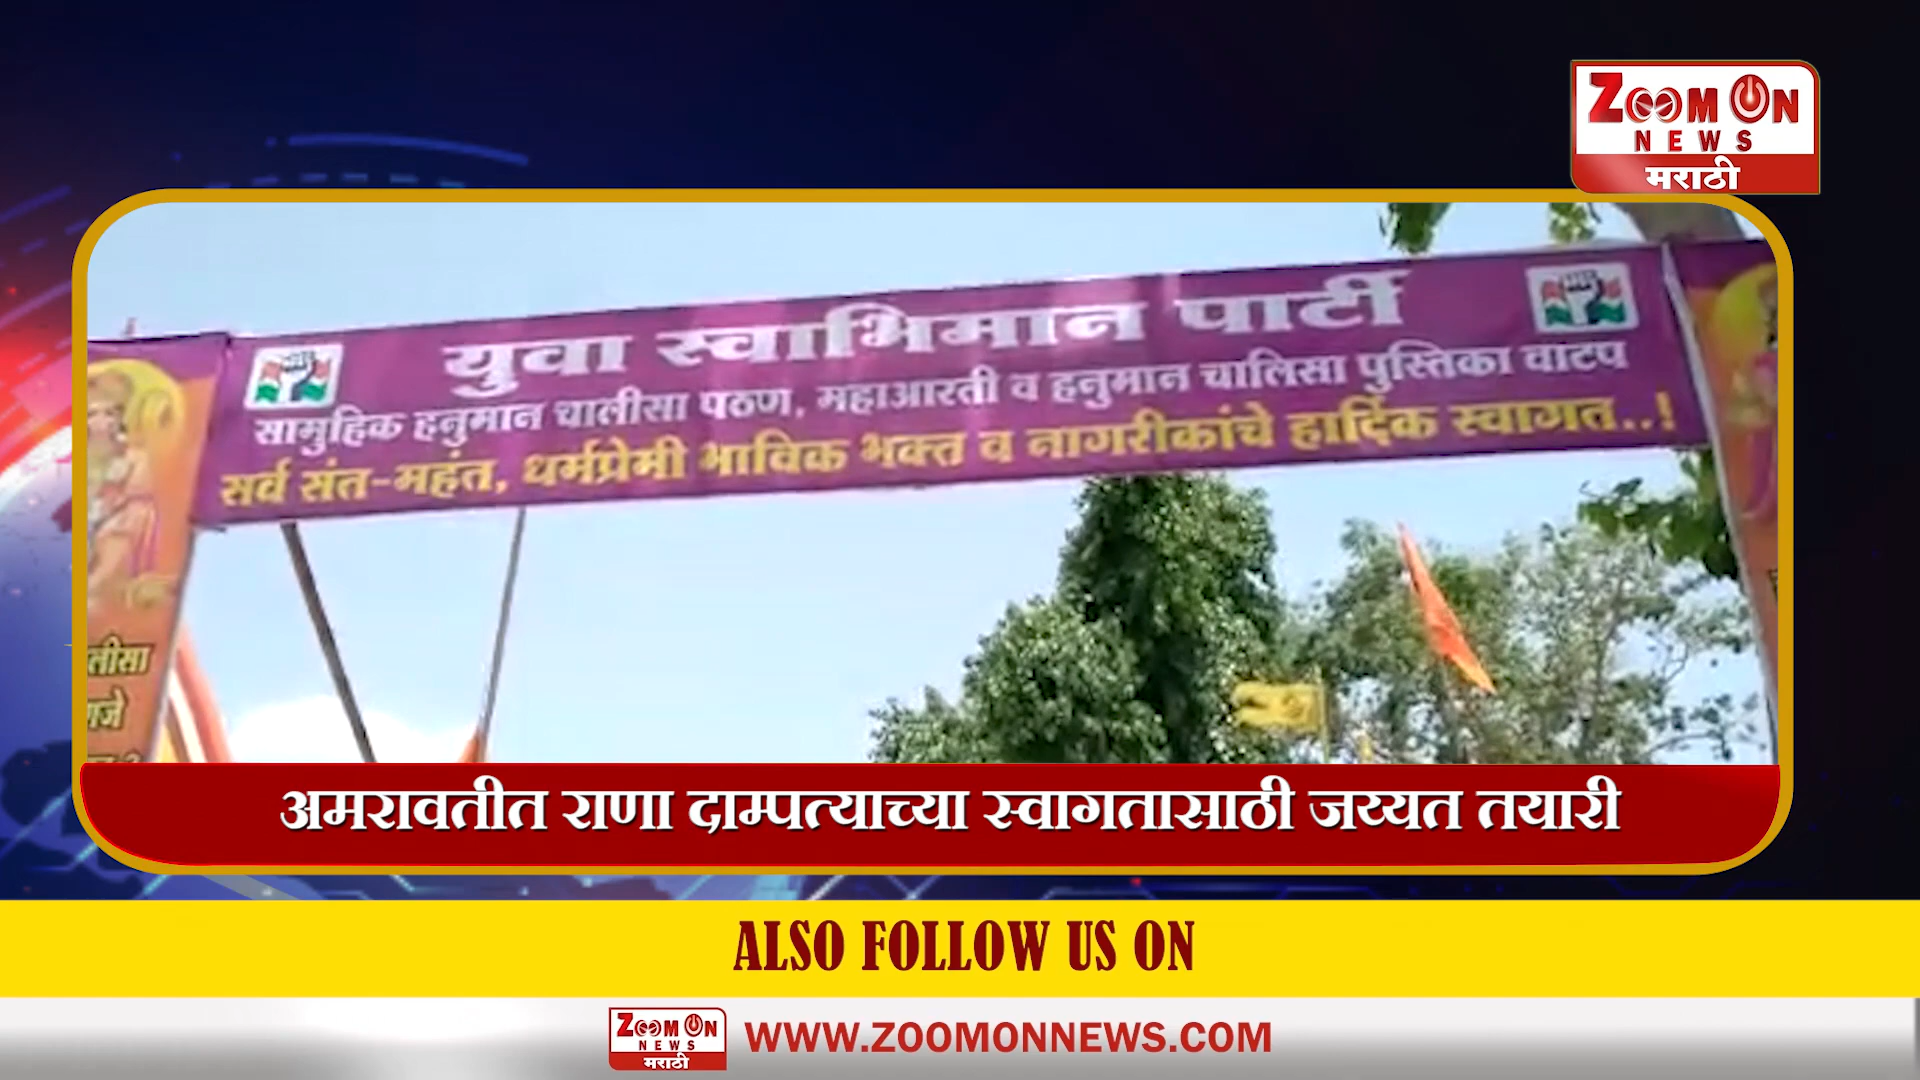 ZOOM ON
NEWS
मराठी
युवा स्वाभिमान पार्टी
सामुहिक हनुमान चालीसा पठण, महाआरती व हनुमान चालिसा पुस्तिका वाटप
सर्व संत-महंत, धर्मप्रेमी भाविक भक्त व नागरीकांचे हार्दिक स्वागत..!
अमरावतीत राणा दाम्पत्याच्या स्वागतासाठी जय्यत तयारी
ALSO FOLLOW US ON
ZOOM ON
NEWS
मराठी
WWW.ZOOMONNEWS.COM